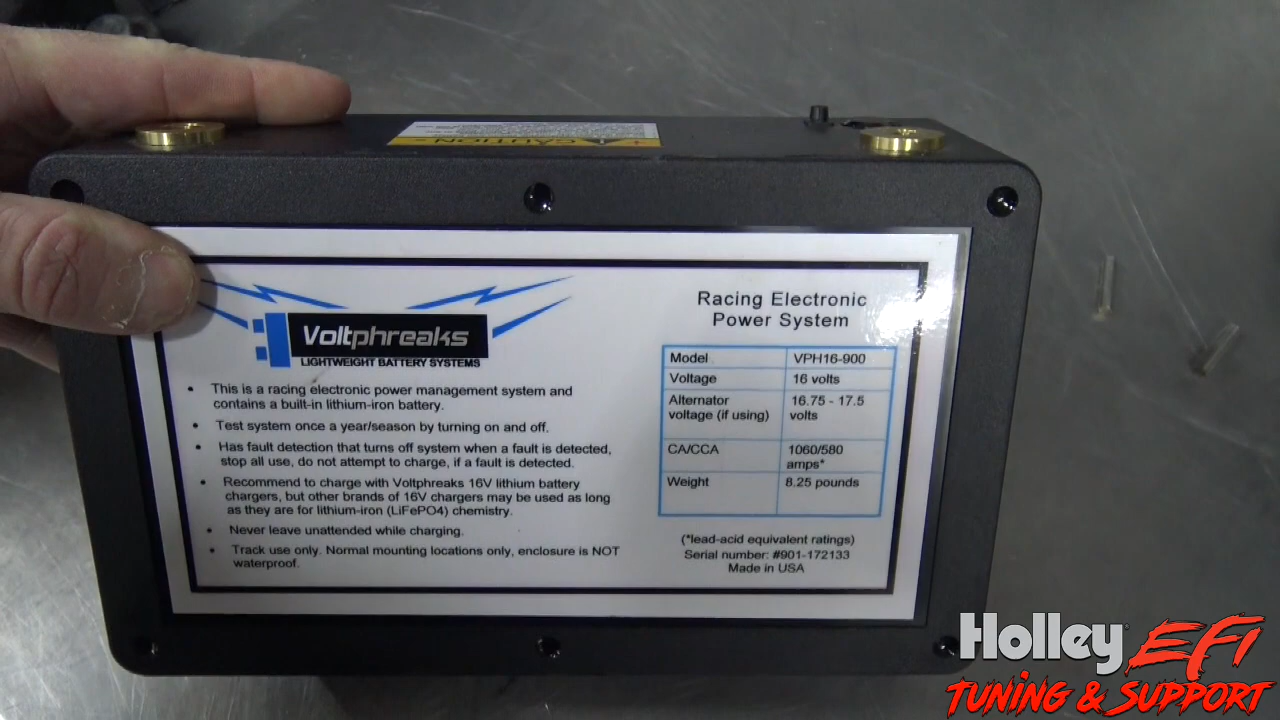 CAUTION
Voltphreaks
LIGHTWEIGHT BATTERY SYSTEMS
• This is a racing electronic power management system and
contains a built-in lithium-iron battery.
• Test system once a year/season by turning on and off.
• Has fault detection that turns off system when a fault is detected,
stop all use, do not attempt to charge, if a fault is detected.
• Recommend to charge with Voltphreaks 16V lithium battery
chargers, but other brands of 16V chargers may be used as long
as they are for lithium-iron (LiFePO4) chemistry.
• Never leave unattended while charging.
• Track use only. Normal mounting locations only, enclosure is NOT
waterproof.
Racing Electronic
Power System
Model VPH16-900
Voltage 16 volts
Alternator 16.75 - 17.5
voltage (if using) volts
CA/CCA 1060/580
amps*
Weight 8.25 pounds
(*lead-acid equivalent ratings)
Serial number: #901-172133
Made in USA
Holley EFI
TUNING & SUPPORT